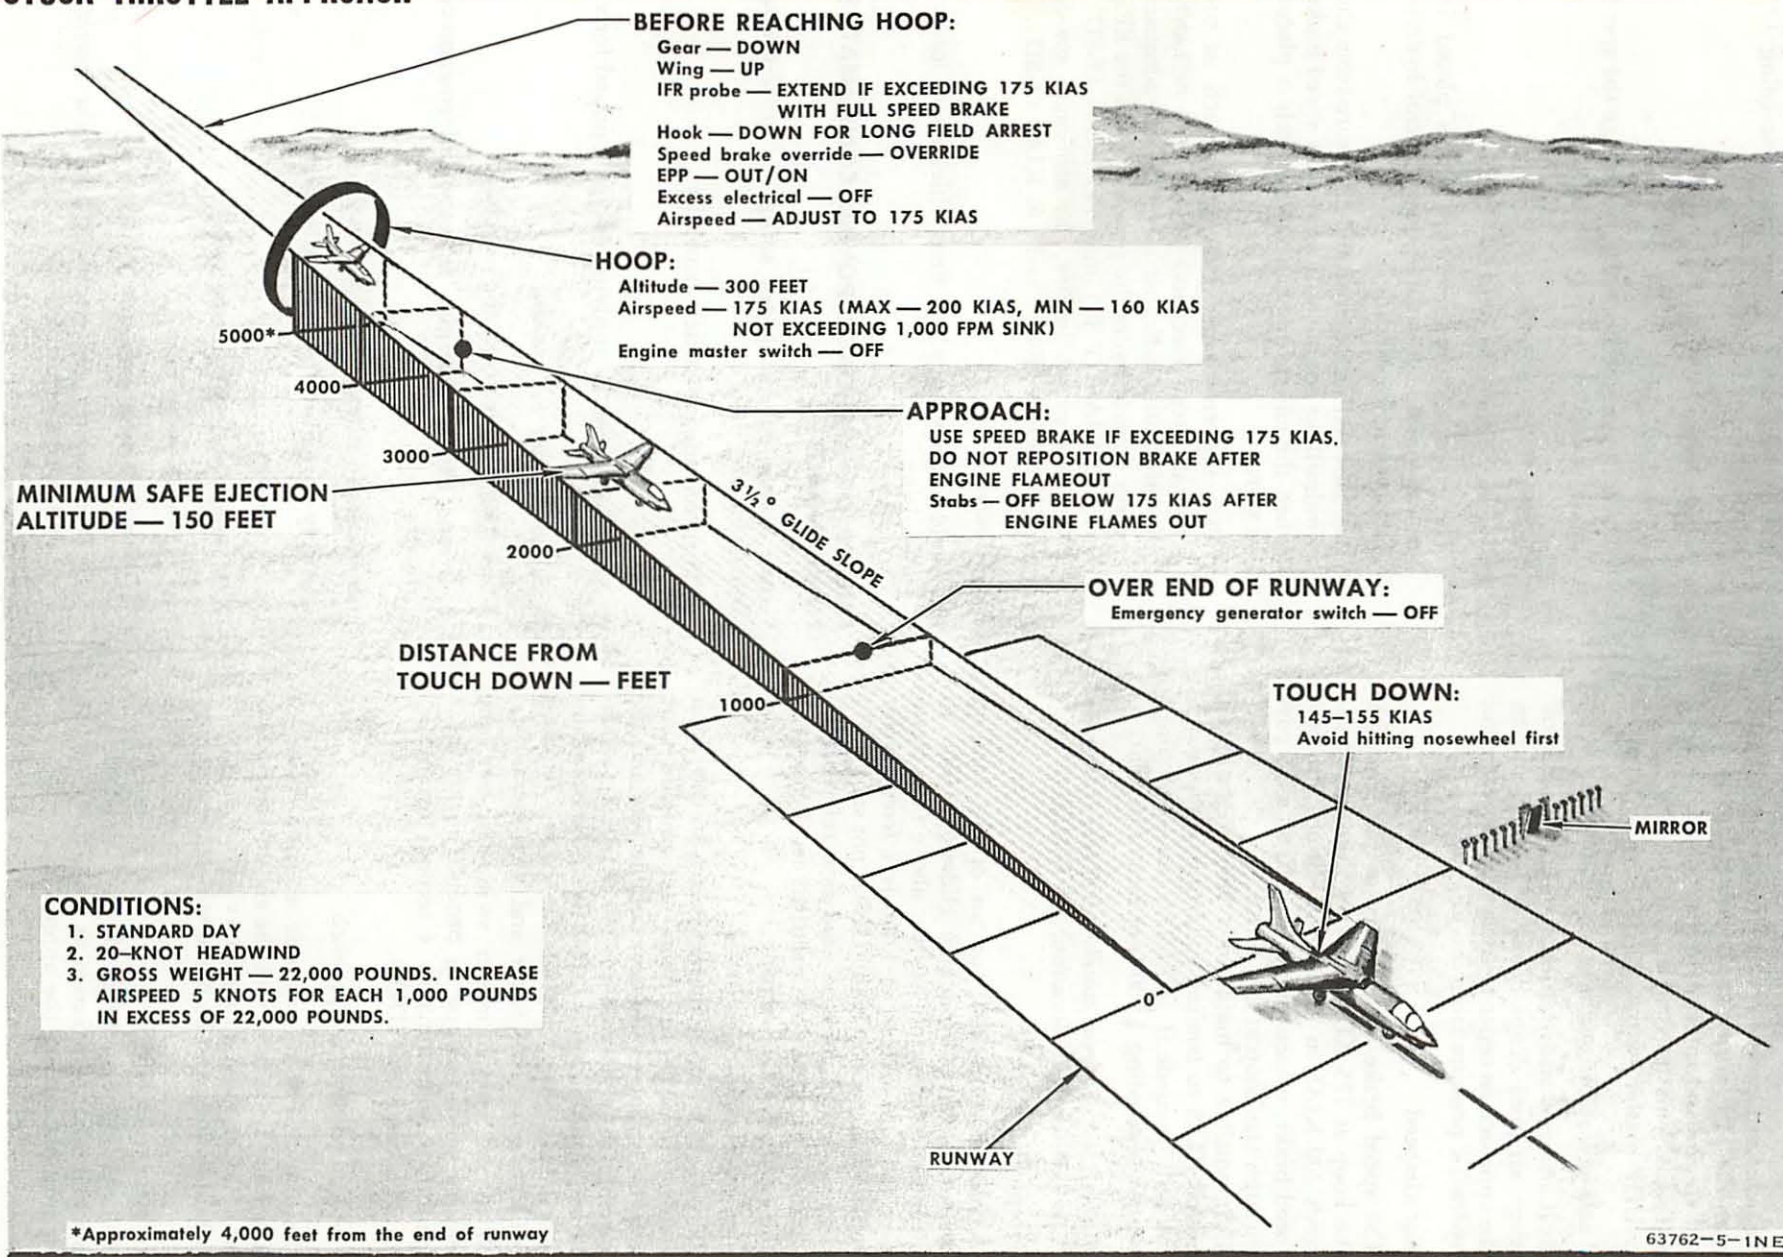 STUCK THROTTLE APPROACH
BEFORE REACHING HOOP:
Gear — DOWN
Wing — UP
IFR probe — EXTEND IF EXCEEDING 175 KIAS
WITH FULL SPEED BRAKE
Hook — DOWN FOR LONG FIELD ARREST
Speed brake override — OVERRIDE
EPP — OUT/ON
Excess electrical — OFF
Airspeed — ADJUST TO 175 KIAS
HOOP:
Altitude — 300 FEET
Airspeed — 175 KIAS (MAX — 200 KIAS, MIN — 160 KIAS
NOT EXCEEDING 1,000 FPM SINK)
Engine master switch — OFF
5000*
4000
3000
2000
1000
0
APPROACH:
USE SPEED BRAKE IF EXCEEDING 175 KIAS.
DO NOT REPOSITION BRAKE AFTER
ENGINE FLAMEOUT
Stabs — OFF BELOW 175 KIAS AFTER
ENGINE FLAMES OUT
MINIMUM SAFE EJECTION
ALTITUDE — 150 FEET
3½° GLIDE SLOPE
OVER END OF RUNWAY:
Emergency generator switch — OFF
DISTANCE FROM
TOUCH DOWN — FEET
TOUCH DOWN:
145–155 KIAS
Avoid hitting nosewheel first
MIRROR
CONDITIONS:
1. STANDARD DAY
2. 20–KNOT HEADWIND
3. GROSS WEIGHT — 22,000 POUNDS. INCREASE
AIRSPEED 5 KNOTS FOR EACH 1,000 POUNDS
IN EXCESS OF 22,000 POUNDS.
RUNWAY
*Approximately 4,000 feet from the end of runway
63762–5–1NE